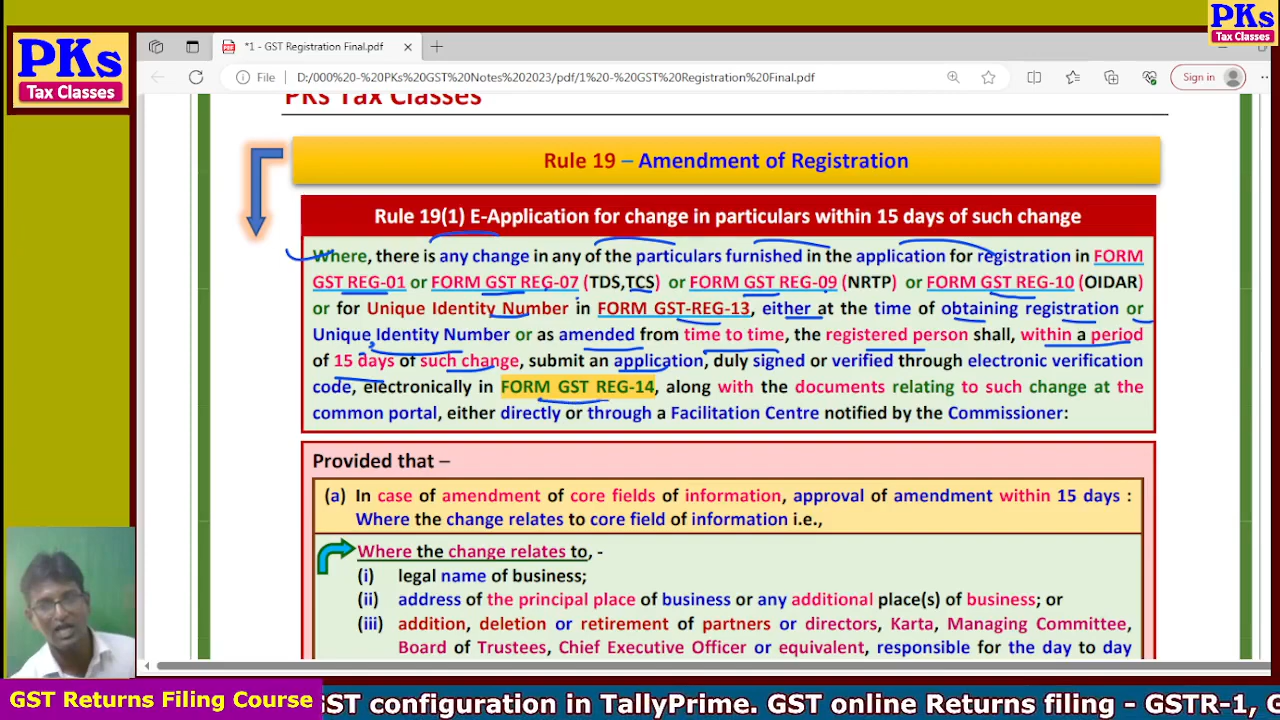 PKs
Tax Classes
PKs
Tax Classes
*1 - GST Registration Final.pdf
File
D:/000%20-%20PKs%20GST%20Notes%202023/pdf/1%20-%20GST%20Registration%20Final.pdf
Sign in
PKs Tax Classes
Rule 19 – Amendment of Registration
Rule 19(1) E-Application for change in particulars within 15 days of such change
Where, there is any change in any of the particulars furnished in the application for registration in FORM
GST REG-01 or FORM GST REG-07 (TDS,TCS) or FORM GST REG-09 (NRTP) or FORM GST REG-10 (OIDAR)
or for Unique Identity Number in FORM GST-REG-13, either at the time of obtaining registration or
Unique Identity Number or as amended from time to time, the registered person shall, within a period
of 15 days of such change, submit an application, duly signed or verified through electronic verification
code, electronically in FORM GST REG-14, along with the documents relating to such change at the
common portal, either directly or through a Facilitation Centre notified by the Commissioner:
Provided that –
(a) In case of amendment of core fields of information, approval of amendment within 15 days :
Where the change relates to core field of information i.e.,
Where the change relates to, -
(i) legal name of business;
(ii) address of the principal place of business or any additional place(s) of business; or
(iii) addition, deletion or retirement of partners or directors, Karta, Managing Committee,
Board of Trustees, Chief Executive Officer or equivalent, responsible for the day to day
GST Returns Filing Course
GST configuration in TallyPrime. GST online Returns filing - GSTR-1, G